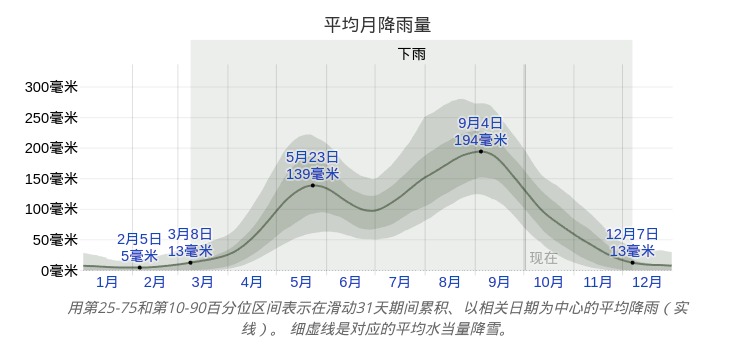 平均月降雨量
下雨
300毫米
250毫米
200毫米
150毫米
100毫米
50毫米
0毫米
9月4日
194毫米
5月23日
139毫米
2月5日
5毫米
3月8日
13毫米
12月7日
13毫米
现在
1月 2月 3月 4月 5月 6月 7月 8月 9月 10月 11月 12月
用第25-75和第10-90百分位区间表示在滑动31天期间累积、以相关日期为中心的平均降雨（实
线）。 细虚线是对应的平均水当量降雪。